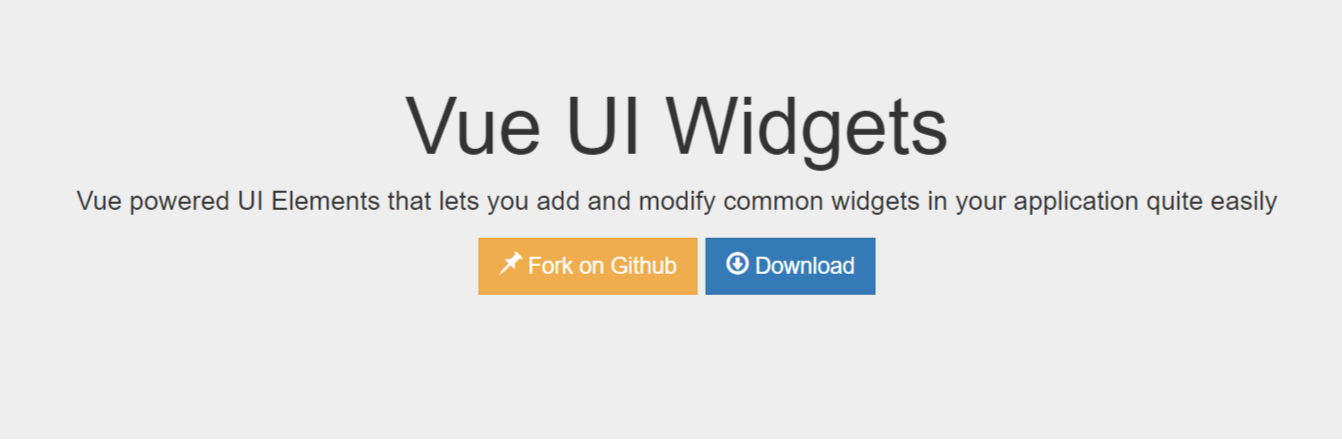 Vue UI Widgets
Vue powered UI Elements that lets you add and modify common widgets in your application quite easily
Fork on Github
Download